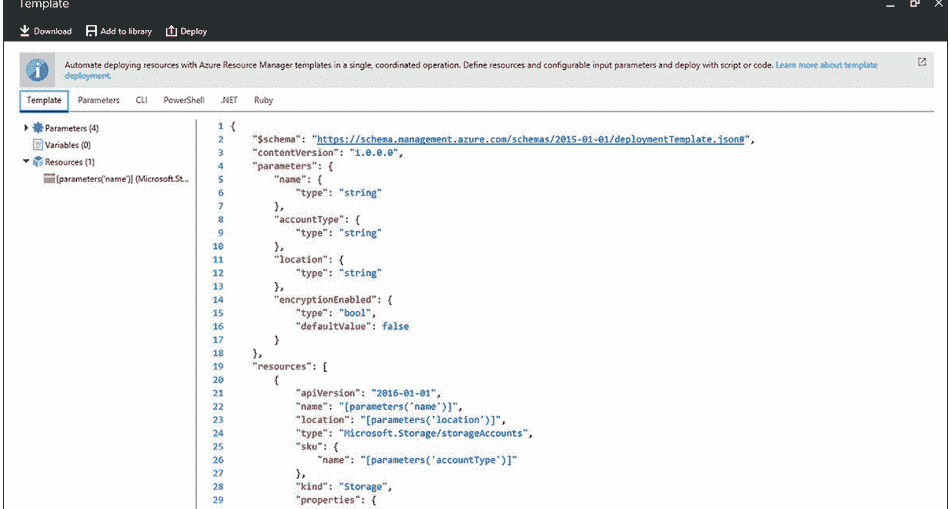 Template
Download Add to library Deploy
Automate deploying resources with Azure Resource Manager templates in a single, coordinated operation. Define resources and configurable input parameters and deploy with script or code. Learn more about template
deployment.
Template Parameters CLI PowerShell .NET Ruby
Parameters (4)
Variables (0)
Resources (1)
[parameters('name')] (Microsoft.St...
1 {
2 "$schema": "https://schema.management.azure.com/schemas/2015-01-01/deploymentTemplate.json#",
3 "contentVersion": "1.0.0.0",
4 "parameters": {
5 "name": {
6 "type": "string"
7 },
8 "accountType": {
9 "type": "string"
10 },
11 "location": {
12 "type": "string"
13 },
14 "encryptionEnabled": {
15 "type": "bool",
16 "defaultValue": false
17 }
18 },
19 "resources": [
20 {
21 "apiVersion": "2016-01-01",
22 "name": "[parameters('name')]",
23 "location": "[parameters('location')]",
24 "type": "Microsoft.Storage/storageAccounts",
25 "sku": {
26 "name": "[parameters('accountType')]"
27 },
28 "kind": "Storage",
29 "properties": {